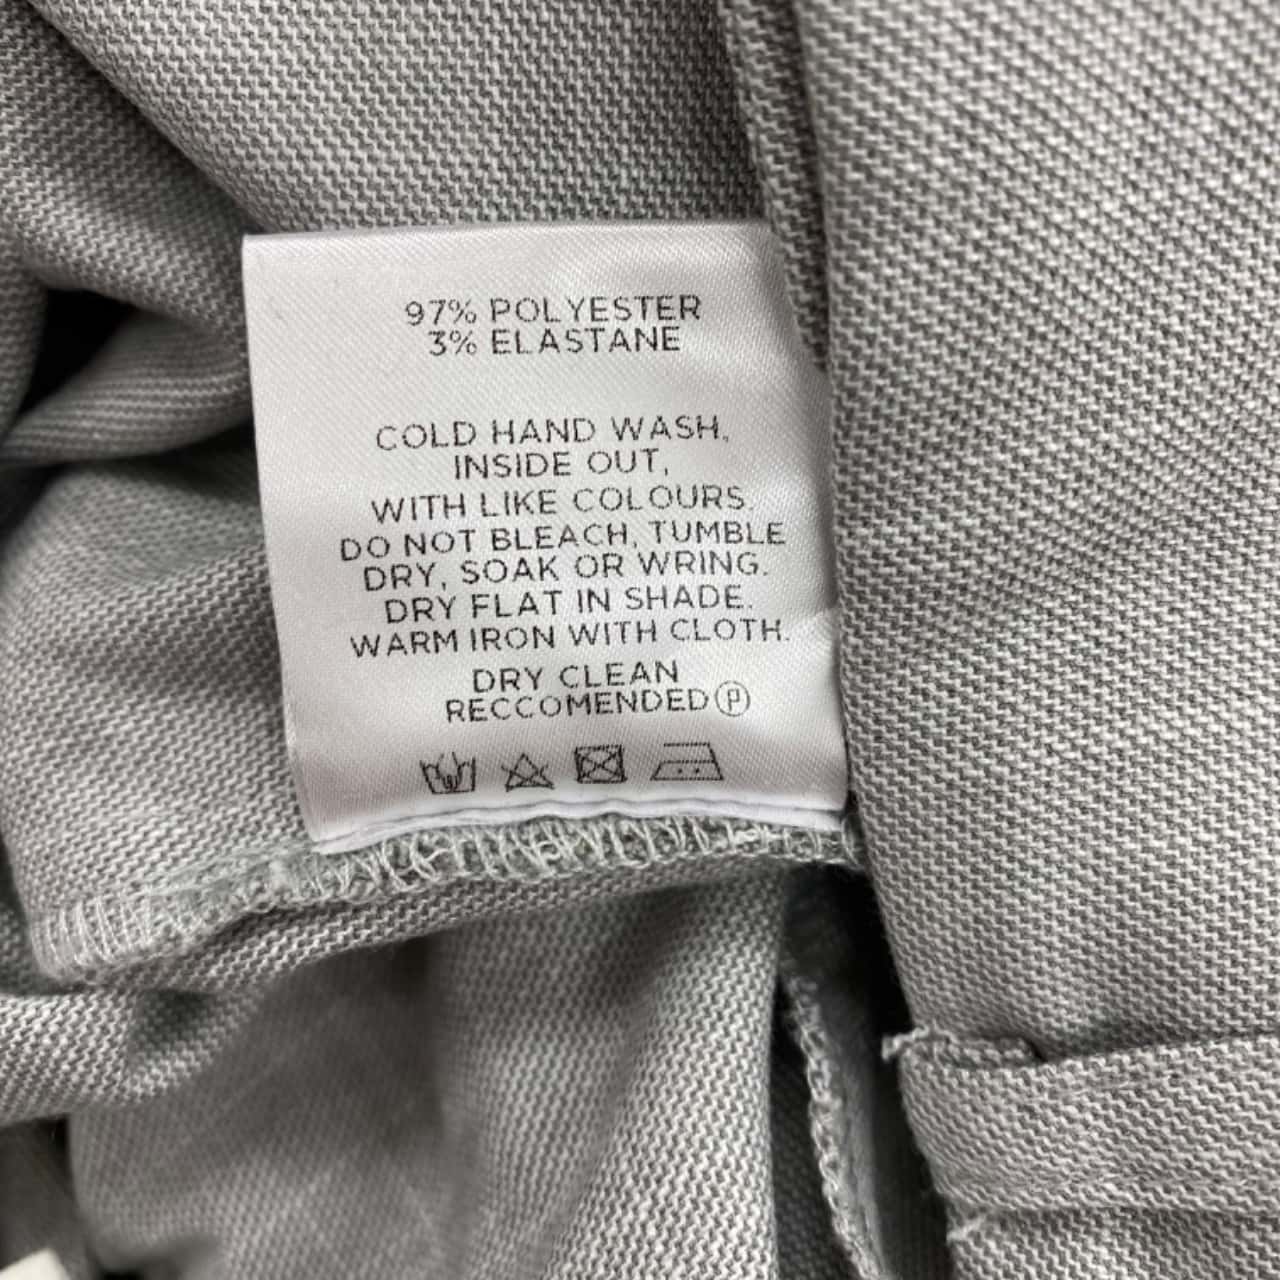 97% POLYESTER
3% ELASTANE
COLD HAND WASH,
INSIDE OUT,
WITH LIKE COLOURS.
DO NOT BLEACH, TUMBLE
DRY, SOAK OR WRING.
DRY FLAT IN SHADE.
WARM IRON WITH CLOTH.
DRY CLEAN
RECCOMENDED Ⓟ